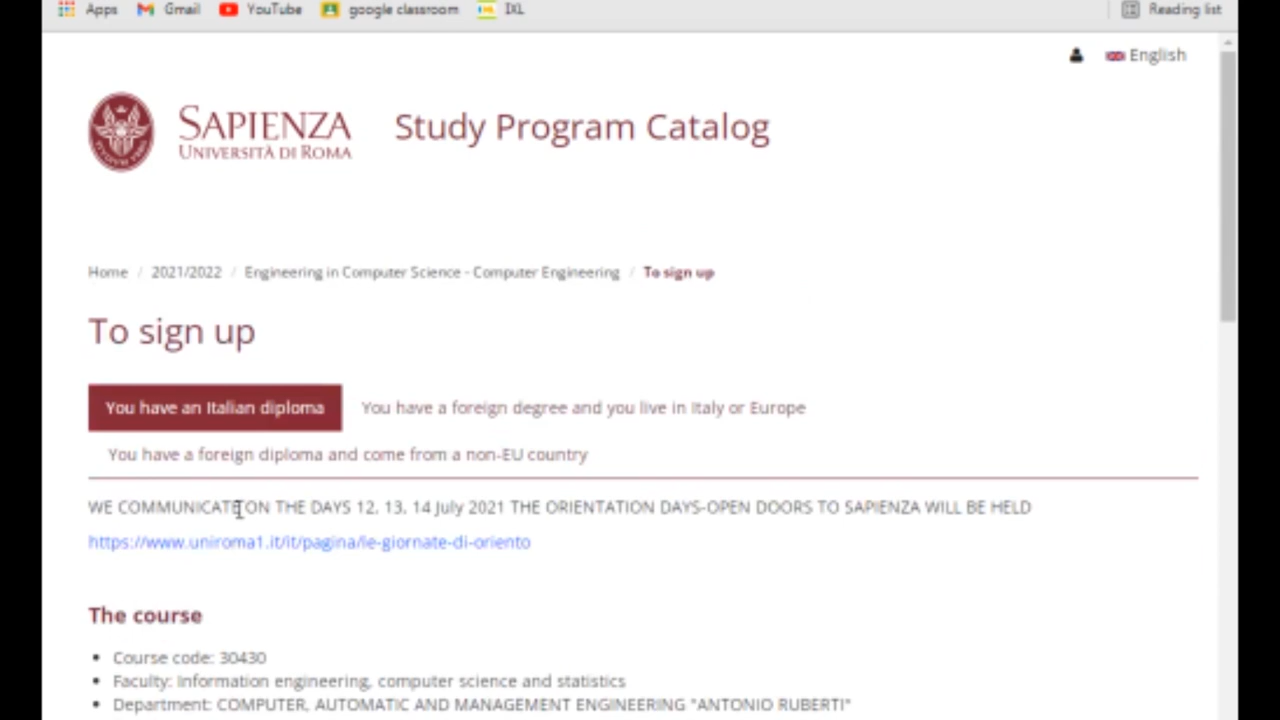 Apps Gmail YouTube google classroom IXL Reading list
English
SAPIENZA
UNIVERSITÀ DI ROMA
Study Program Catalog
Home / 2021/2022 / Engineering in Computer Science - Computer Engineering / To sign up
To sign up
You have an Italian diploma You have a foreign degree and you live in Italy or Europe
You have a foreign diploma and come from a non-EU country
WE COMMUNICATE ON THE DAYS 12, 13, 14 July 2021 THE ORIENTATION DAYS-OPEN DOORS TO SAPIENZA WILL BE HELD
https://www.uniroma1.it/it/pagina/le-giornate-di-oriento
The course
• Course code: 30430
• Faculty: Information engineering, computer science and statistics
• Department: COMPUTER, AUTOMATIC AND MANAGEMENT ENGINEERING "ANTONIO RUBERTI"